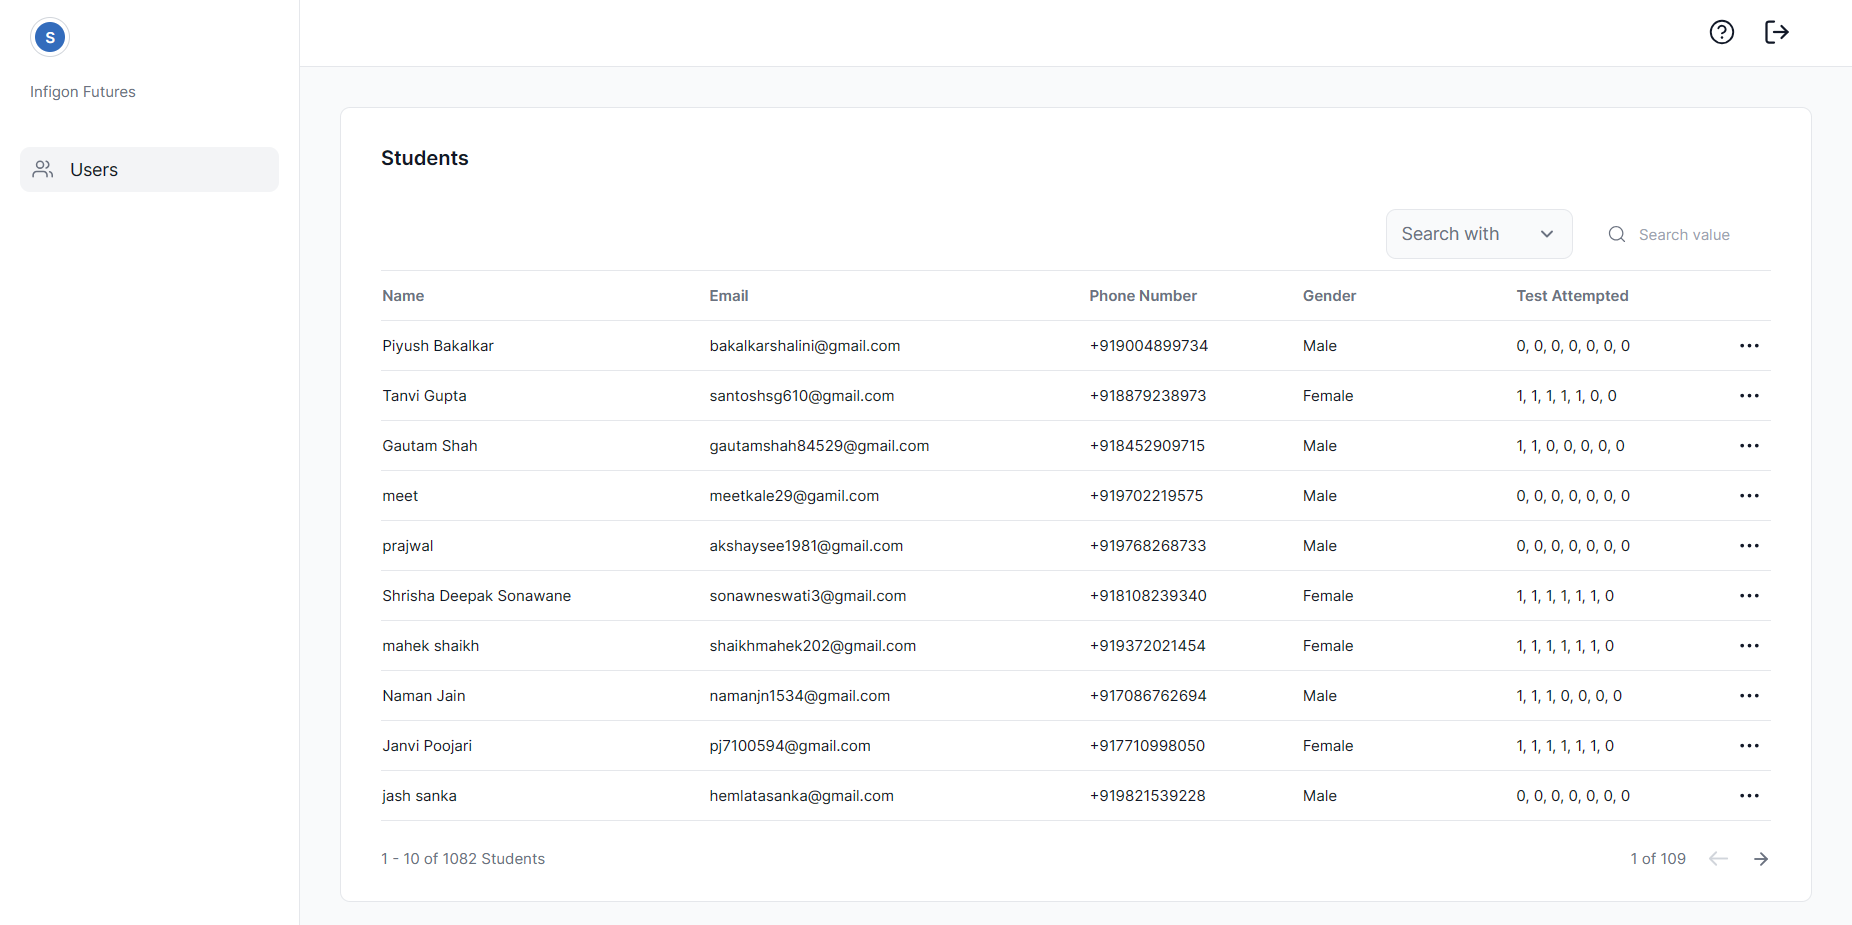 S
Infigon Futures
Users
Students
Search with
Search value
Name Email Phone Number Gender Test Attempted
Piyush Bakalkar bakalkarshalini@gmail.com +919004899734 Male 0, 0, 0, 0, 0, 0, 0
Tanvi Gupta santoshsg610@gmail.com +918879238973 Female 1, 1, 1, 1, 1, 0, 0
Gautam Shah gautamshah84529@gmail.com +918452909715 Male 1, 1, 0, 0, 0, 0, 0
meet meetkale29@gamil.com +919702219575 Male 0, 0, 0, 0, 0, 0, 0
prajwal akshaysee1981@gmail.com +919768268733 Male 0, 0, 0, 0, 0, 0, 0
Shrisha Deepak Sonawane sonawneswati3@gmail.com +918108239340 Female 1, 1, 1, 1, 1, 1, 0
mahek shaikh shaikhmahek202@gmail.com +919372021454 Female 1, 1, 1, 1, 1, 1, 0
Naman Jain namanjn1534@gmail.com +917086762694 Male 1, 1, 1, 0, 0, 0, 0
Janvi Poojari pj7100594@gmail.com +917710998050 Female 1, 1, 1, 1, 1, 1, 0
jash sanka hemlatasanka@gmail.com +919821539228 Male 0, 0, 0, 0, 0, 0, 0
1 - 10 of 1082 Students 1 of 109